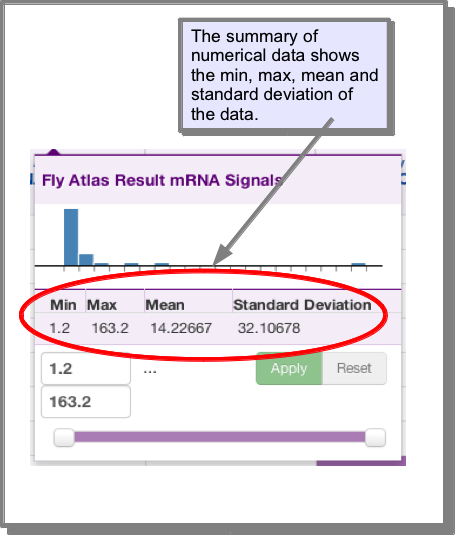 The summary of
numerical data shows
the min, max, mean and
standard deviation of
the data.
Fly Atlas Result mRNA Signals
Min Max Mean Standard Deviation
1.2 163.2 14.22667 32.10678
1.2 ... Apply Reset
163.2